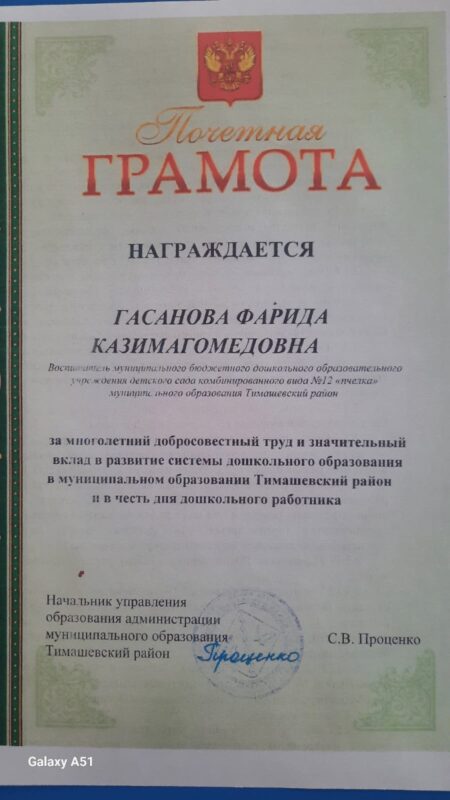 Почетная
ГРАМОТА
НАГРАЖДАЕТСЯ
ГАСАНОВА ФАРИДА
КАЗИМАГОМЕДОВНА
Воспитатель муниципального бюджетного дошкольного образовательного
учреждения детского сада комбинированного вида №12 «пчелка»
муниципального образования Тимашевский район
за многолетний добросовестный труд и значительный
вклад в развитие системы дошкольного образования
в муниципальном образовании Тимашевский район
и в честь дня дошкольного работника
Начальник управления
образования администрации
муниципального образования
Тимашевский район
Проценко
С.В. Проценко
Galaxy A51